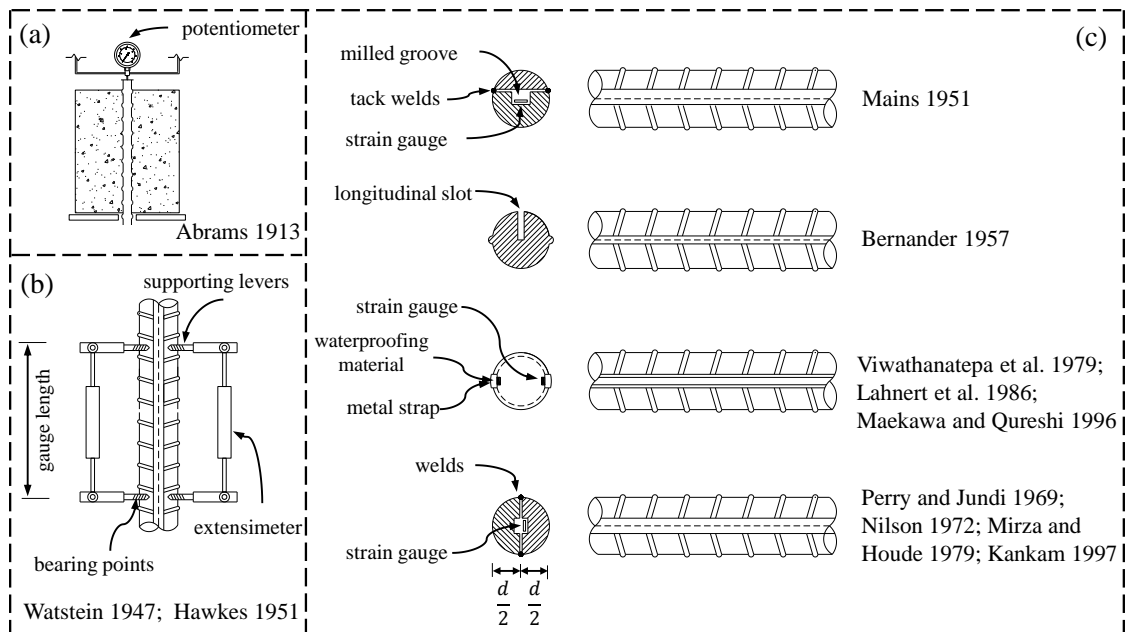 (a)
potentiometer
Abrams 1913
(b)
supporting levers
gauge length
extensimeter
bearing points
Watstein 1947; Hawkes 1951
(c)
milled groove
tack welds
strain gauge
Mains 1951
longitudinal slot
Bernander 1957
strain gauge
waterproofing
material
metal strap
Viwathanatepa et al. 1979;
Lahnert et al. 1986;
Maekawa and Qureshi 1996
welds
strain gauge
d/2 d/2
Perry and Jundi 1969;
Nilson 1972; Mirza and
Houde 1979; Kankam 1997